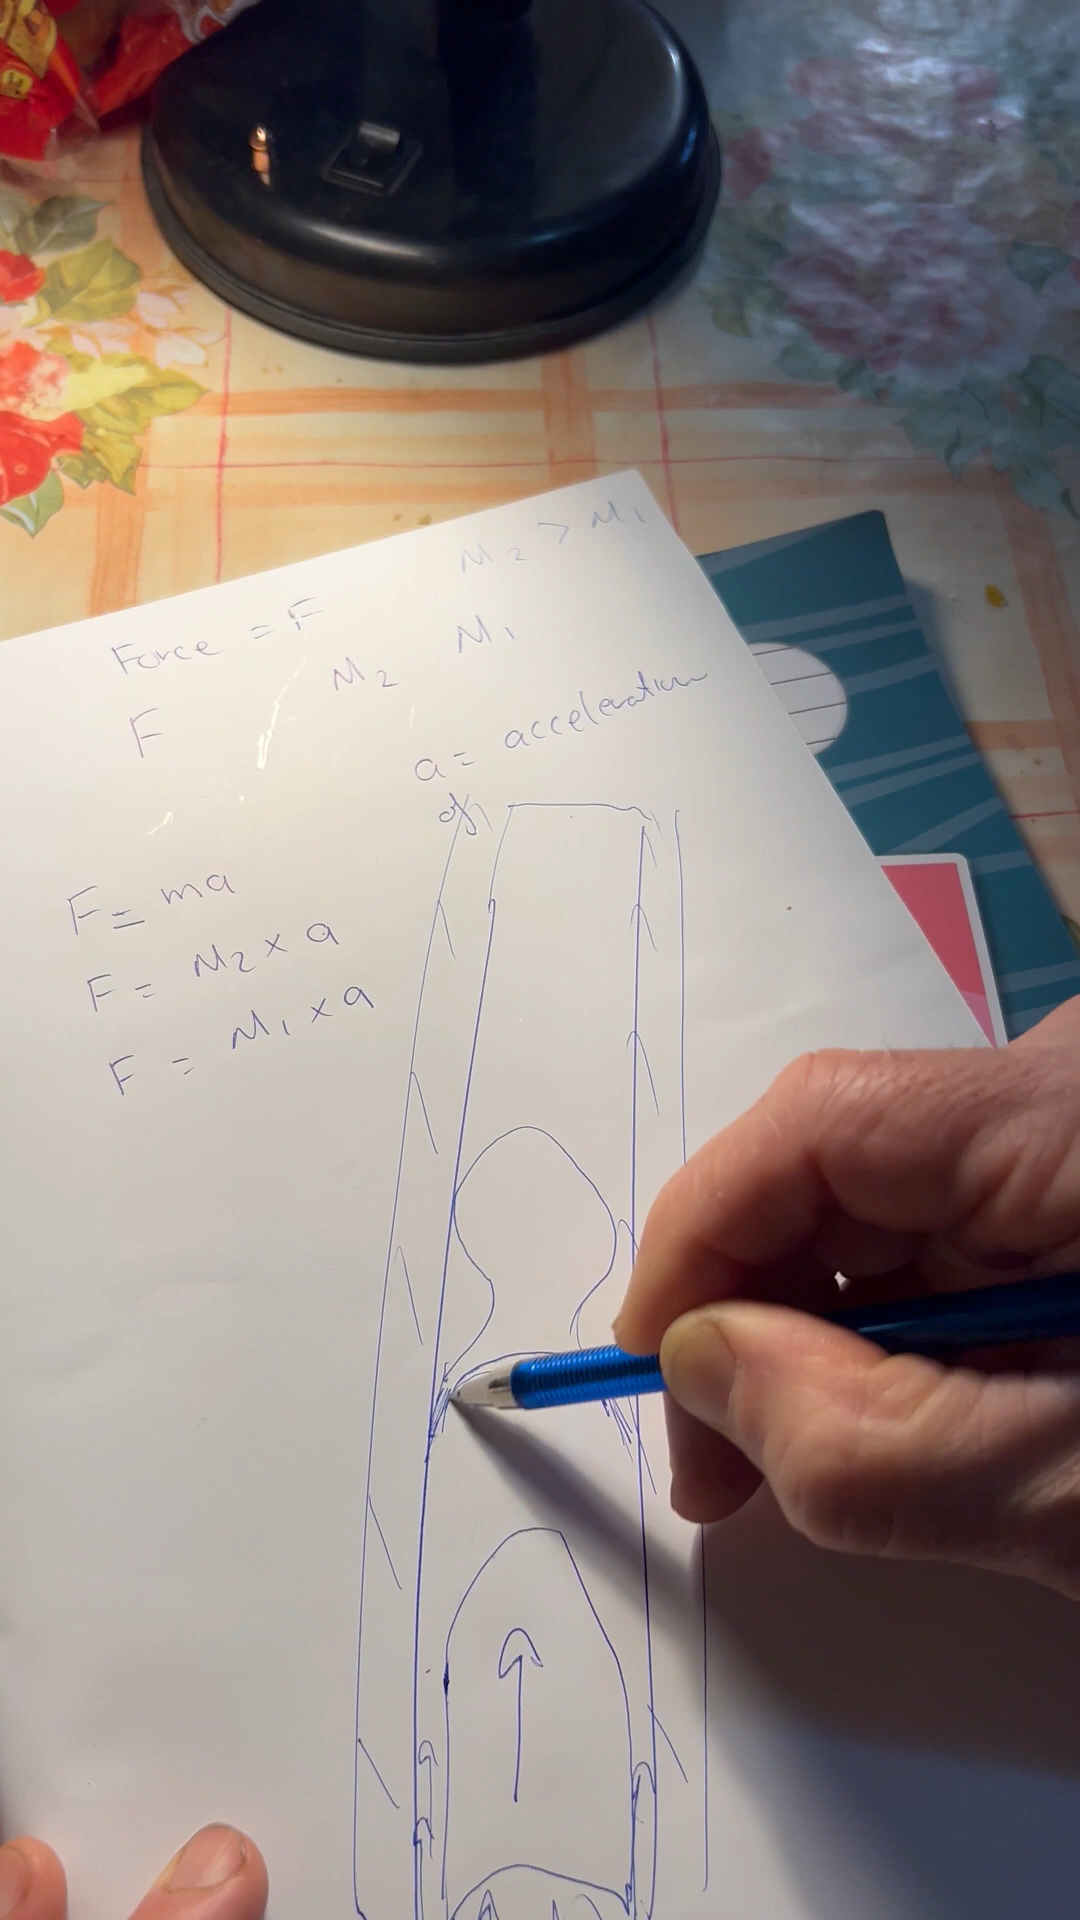 M2 > M1
Force = F
M2 M1
F
a = acceleration
of
F = ma
F = M2 x a
F = M1 x a